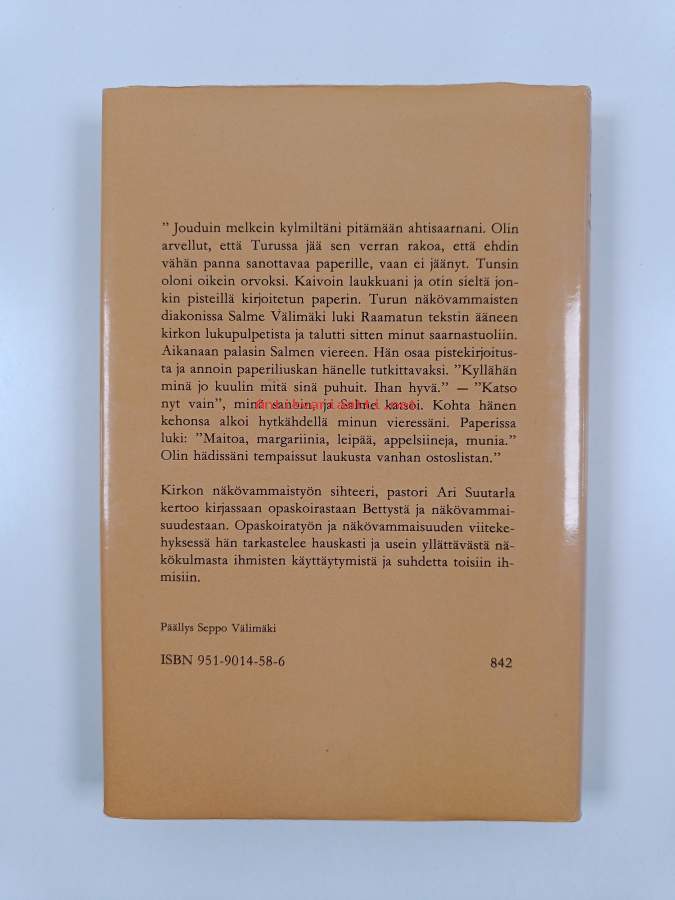 ” Jouduin melkein kylmiltäni pitämään ahtisaarnani. Olin
arvellut, että Turussa jää sen verran rakoa, että ehdin
vähän panna sanottavaa paperille, vaan ei jäänyt. Tunsin
oloni oikein orvoksi. Kaivoin laukkuani ja otin sieltä jon-
kin pisteillä kirjoitetun paperin. Turun näkövammaisten
diakonissa Salme Välimäki luki Raamatun tekstin ääneen
kirkon lukupulpetista ja talutti sitten minut saarnastuoliin.
Aikanaan palasin Salmen viereen. Hän osaa pistekirjoitus-
ta ja annoin paperiliuskan hänelle tutkittavaksi. ”Kyllähän
minä jo kuulin mitä sinä puhuit. Ihan hyvä.” — ”Katso
nyt vain”, minä sanoin, ja Salme katsoi. Kohta hänen
kehonsa alkoi hytkähdellä minun vieressäni. Paperissa
luki: ”Maitoa, margariinia, leipää, appelsiineja, munia.”
Olin hädissäni tempaissut laukusta vanhan ostoslistan.”
Kirkon näkövammaistyön sihteeri, pastori Ari Suutarla
kertoo kirjassaan opaskoirastaan Bettystä ja näkövammai-
suudestaan. Opaskoiratyön ja näkövammaisuuden viiteke-
hyksessä hän tarkastelee hauskasti ja usein yllättävästä nä-
kökulmasta ihmisten käyttäytymistä ja suhdetta toisiin ih-
misiin.
Päällys Seppo Välimäki
ISBN 951-9014-58-6 842